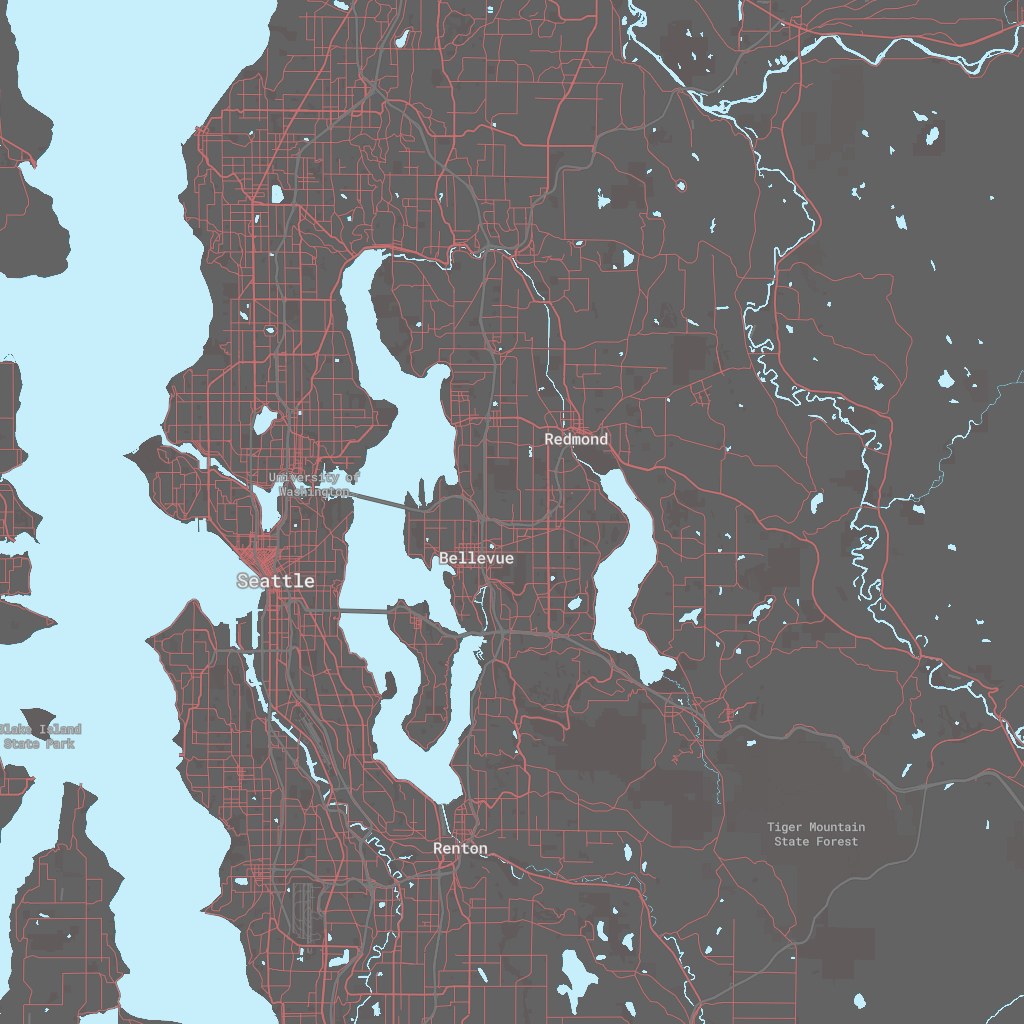 Redmond
University of
Washington
Bellevue
Seattle
Blake Island
State Park
Tiger Mountain
State Forest
Renton